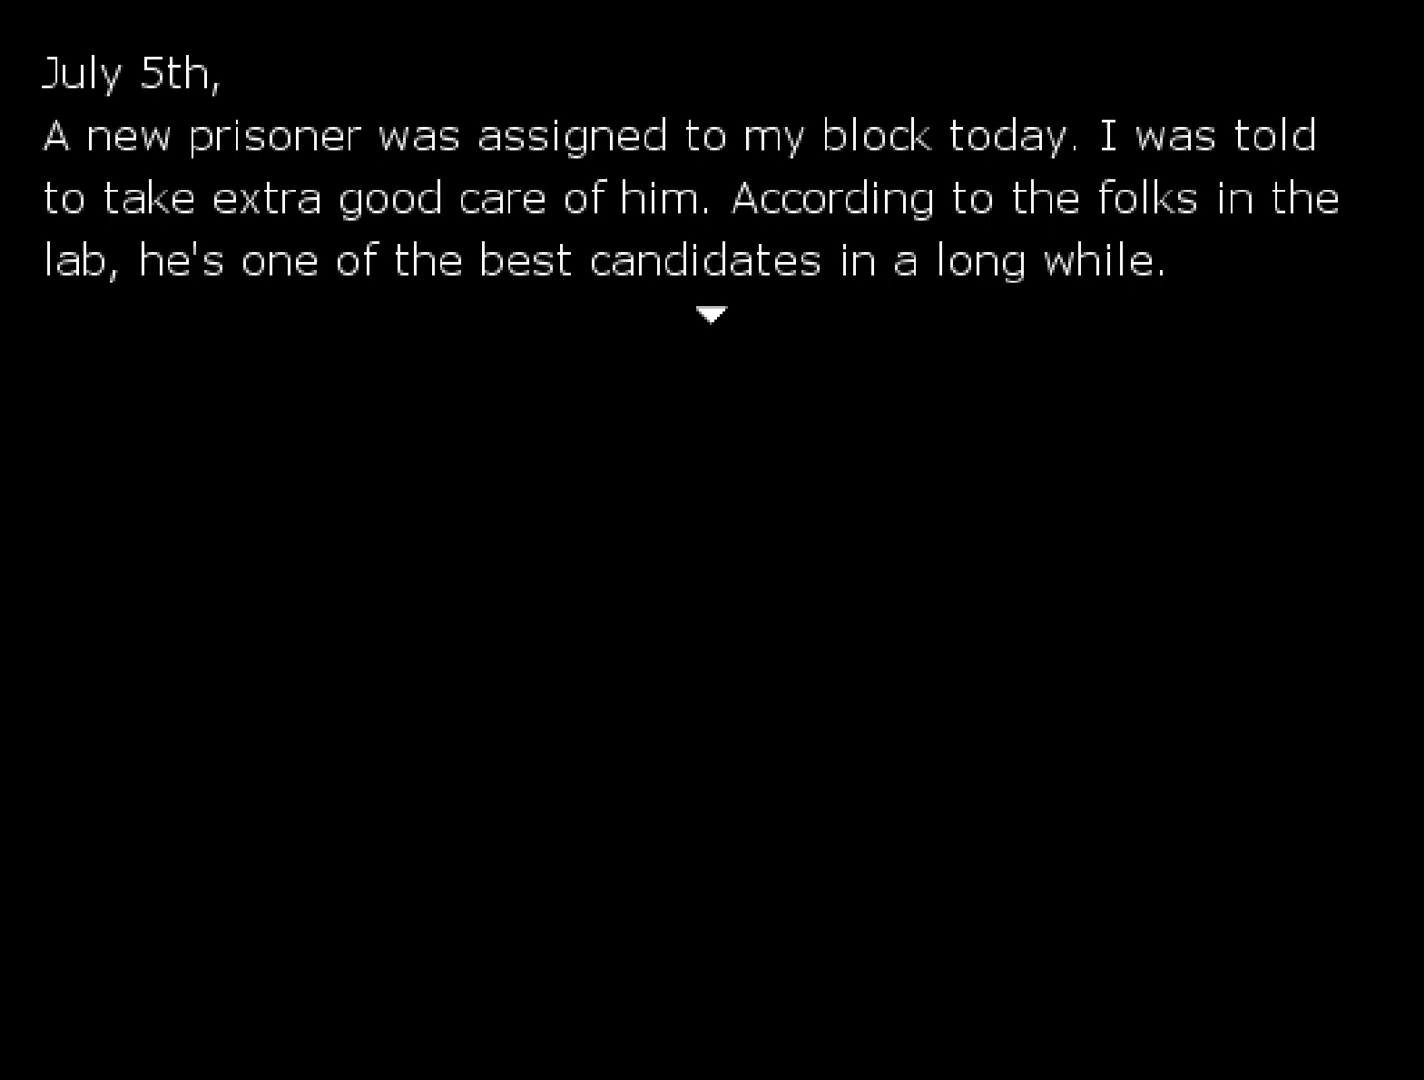 July 5th,
A new prisoner was assigned to my block today. I was told
to take extra good care of him. According to the folks in the
lab, he's one of the best candidates in a long while.